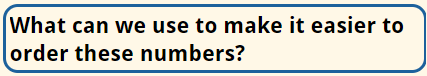 What can we use to make it easier to
order these numbers?